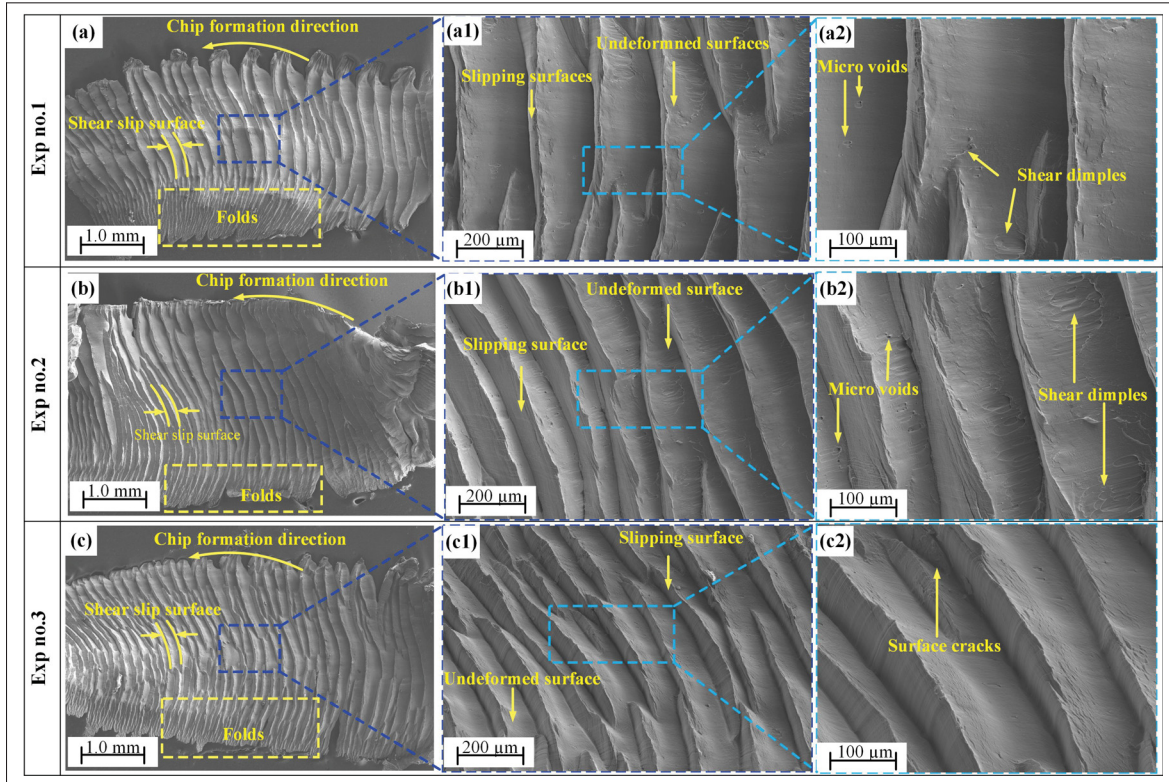 Exp no.1
(a)
Chip formation direction
Shear slip surface
Folds
1.0 mm
(a1)
Undeformned surfaces
Slipping surfaces
200 µm
(a2)
Micro voids
Shear dimples
100 µm
Exp no.2
(b)
Chip formation direction
Shear slip surface
Folds
1.0 mm
(b1)
Undeformed surface
Slipping surface
200 µm
(b2)
Micro voids
Shear dimples
100 µm
Exp no.3
(c)
Chip formation direction
Shear slip surface
Folds
1.0 mm
(c1)
Slipping surface
Undeformed surface
200 µm
(c2)
Surface cracks
100 µm